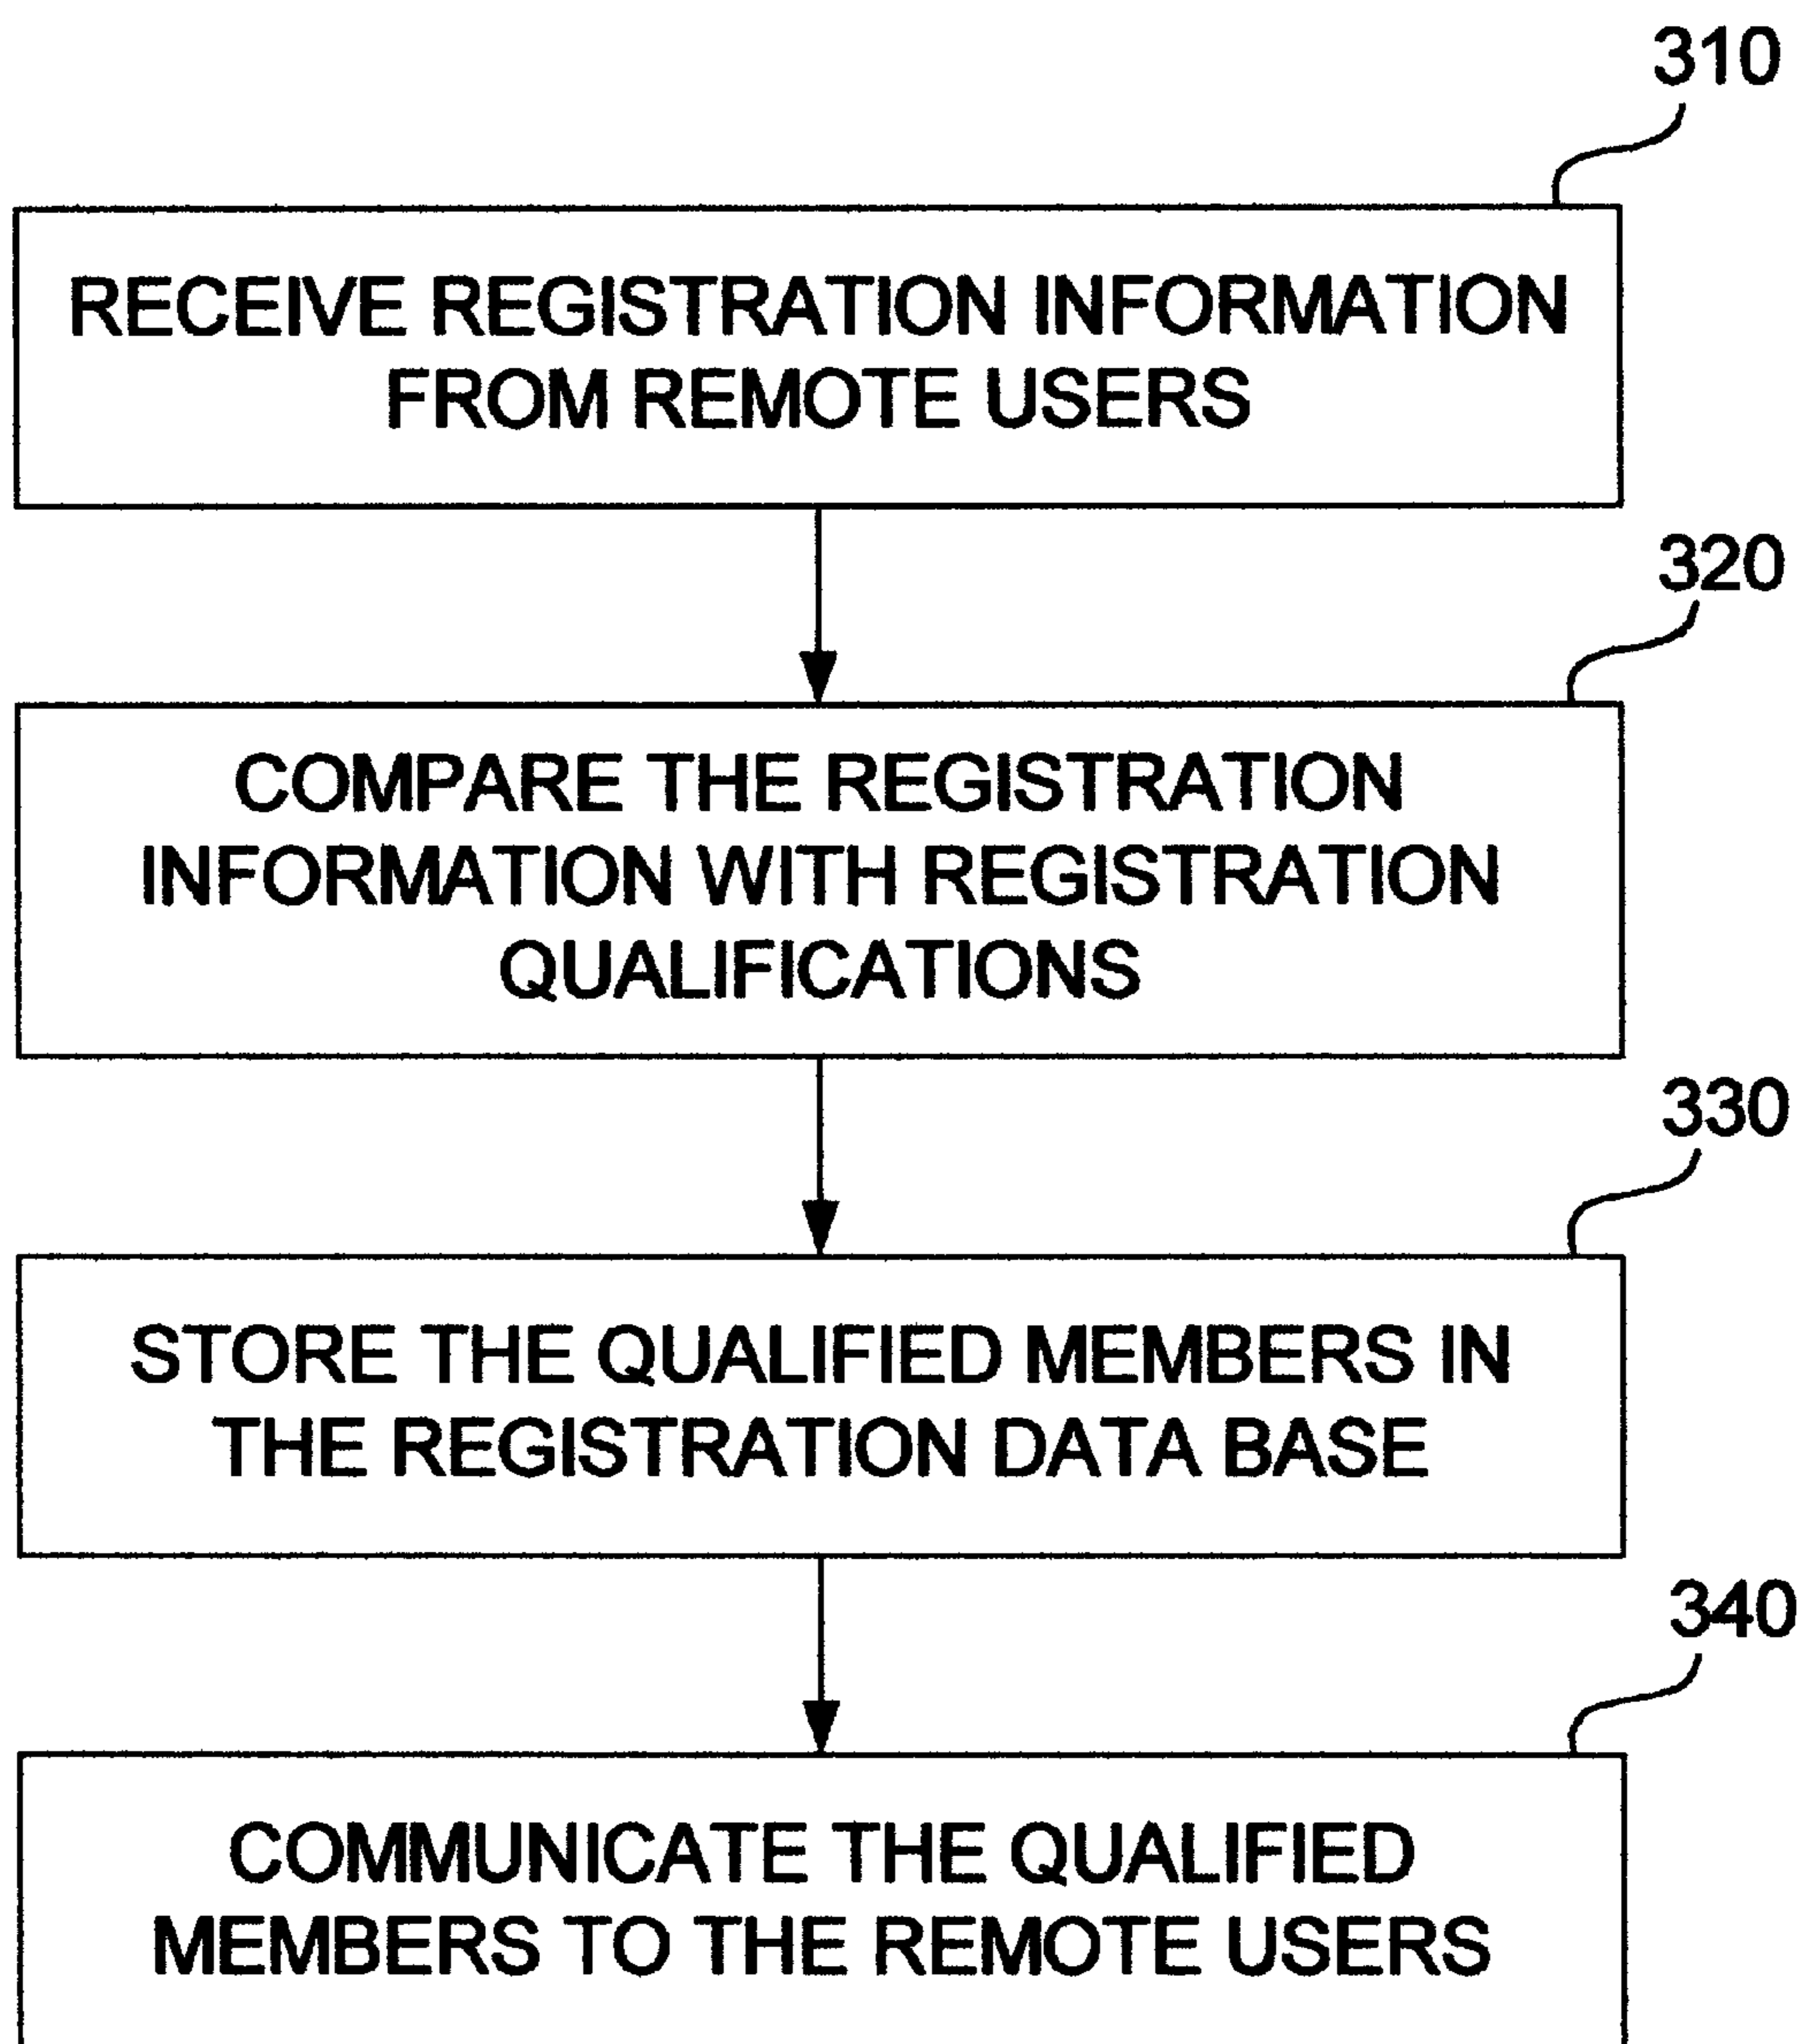 310
RECEIVE REGISTRATION INFORMATION
FROM REMOTE USERS
320
COMPARE THE REGISTRATION
INFORMATION WITH REGISTRATION
QUALIFICATIONS
330
STORE THE QUALIFIED MEMBERS IN
THE REGISTRATION DATA BASE
340
COMMUNICATE THE QUALIFIED
MEMBERS TO THE REMOTE USERS